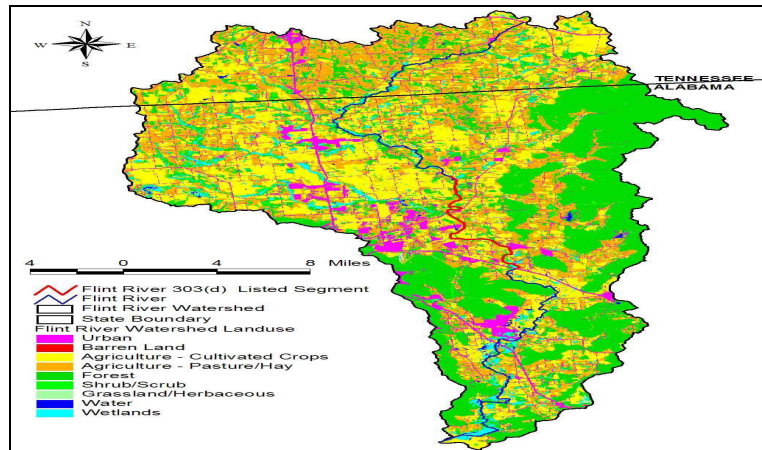 N
W E
S
TENNESSEE
ALABAMA
4 0 4 8 Miles
Flint River 303(d) Listed Segment
Flint River
Flint River Watershed
State Boundary
Flint River Watershed Landuse
Urban
Barren Land
Agriculture - Cultivated Crops
Agriculture - Pasture/Hay
Forest
Shrub/Scrub
Grassland/Herbaceous
Water
Wetlands